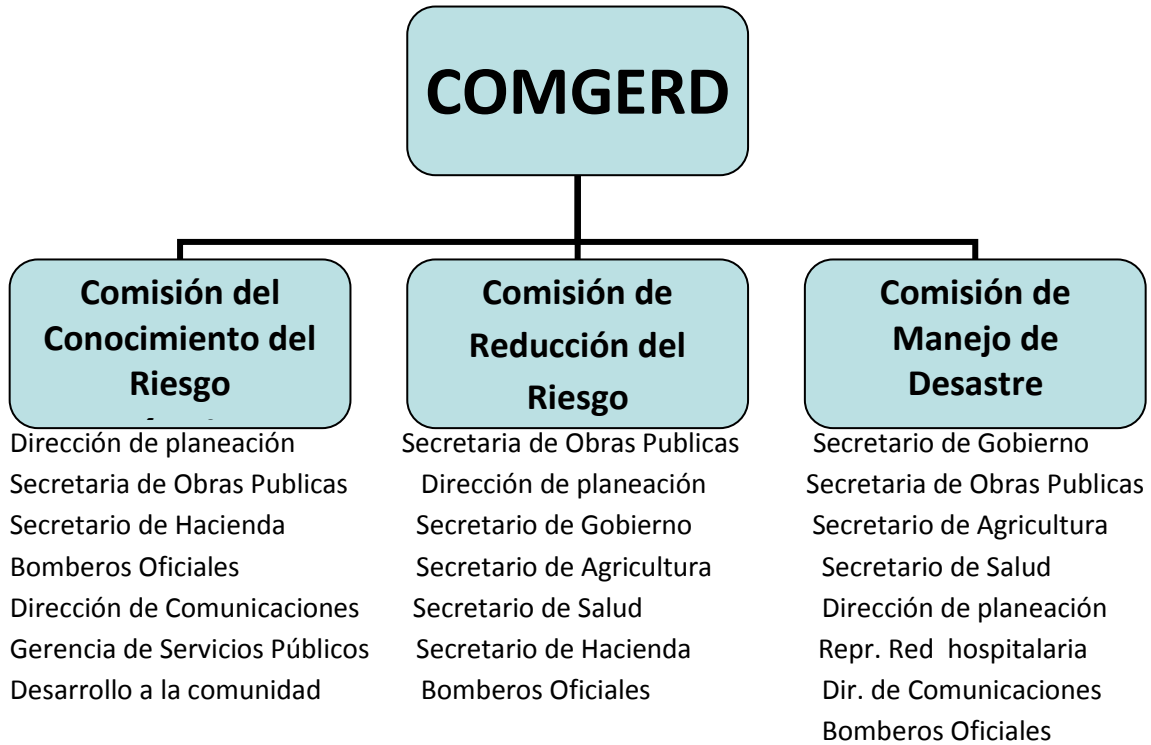 COMGERD
Comisión del
Conocimiento del
Riesgo
Dirección de planeación
Secretaria de Obras Publicas
Secretario de Hacienda
Bomberos Oficiales
Dirección de Comunicaciones
Gerencia de Servicios Públicos
Desarrollo a la comunidad
Comisión de
Reducción del
Riesgo
Secretaria de Obras Publicas
Dirección de planeación
Secretario de Gobierno
Secretario de Agricultura
Secretario de Salud
Secretario de Hacienda
Bomberos Oficiales
Comisión de
Manejo de
Desastre
Secretario de Gobierno
Secretaria de Obras Publicas
Secretario de Agricultura
Secretario de Salud
Dirección de planeación
Repr. Red hospitalaria
Dir. de Comunicaciones
Bomberos Oficiales